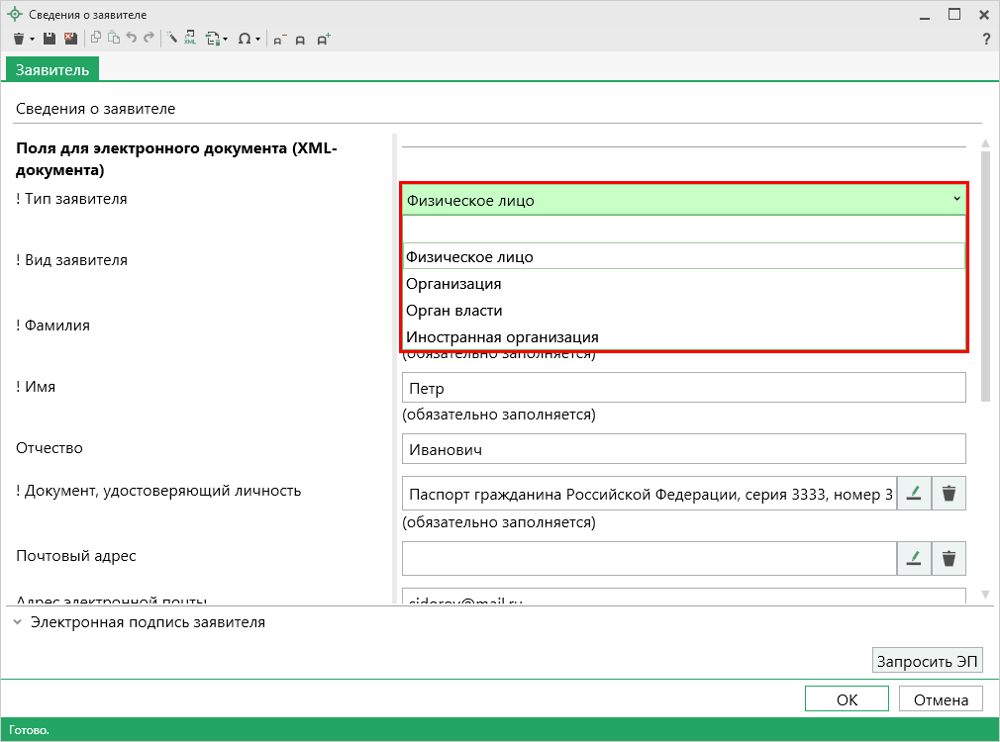 Сведения о заявителе
XML
Ω
A⁻ A A⁺
?
Заявитель
Сведения о заявителе
Поля для электронного документа (XML-
документа)
! Тип заявителя
Физическое лицо
Физическое лицо
! Вид заявителя
Организация
Орган власти
! Фамилия
Иностранная организация
(обязательно заполняется)
! Имя
Петр
(обязательно заполняется)
Отчество
Иванович
! Документ, удостоверяющий личность
Паспорт гражданина Российской Федерации, серия 3333, номер 3
(обязательно заполняется)
Почтовый адрес
Адрес электронной почты
sidorov@mail.ru
Электронная подпись заявителя
Запросить ЭП
OK
Отмена
Готово.